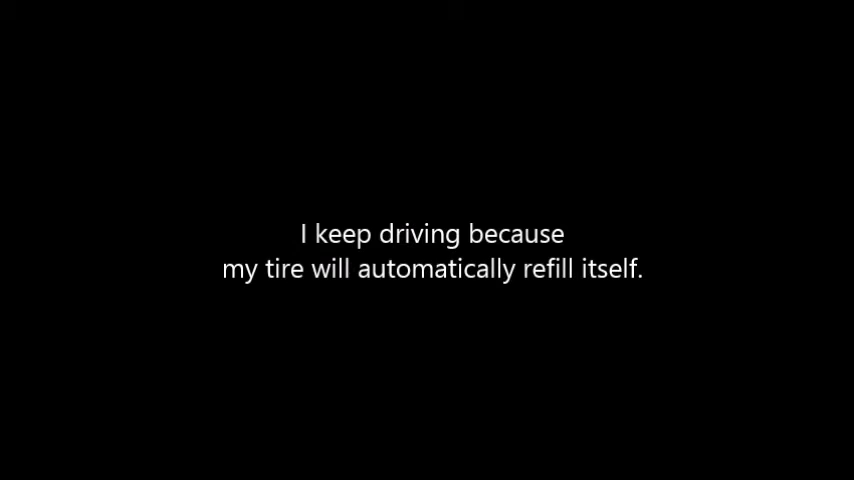 I keep driving because
my tire will automatically refill itself.